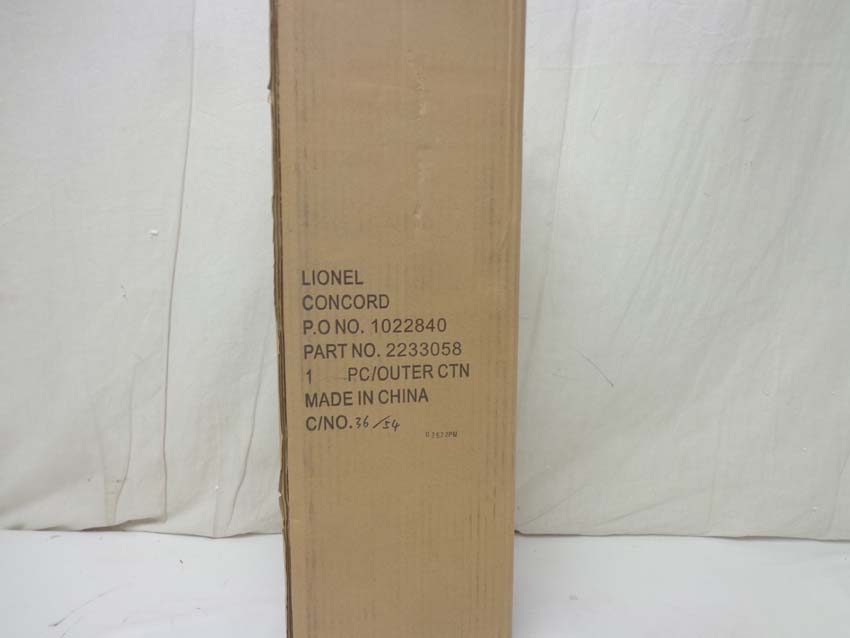 LIONEL
CONCORD
P.O NO. 1022840
PART NO. 2233058
1 PC/OUTER CTN
MADE IN CHINA
C/NO. 36/54